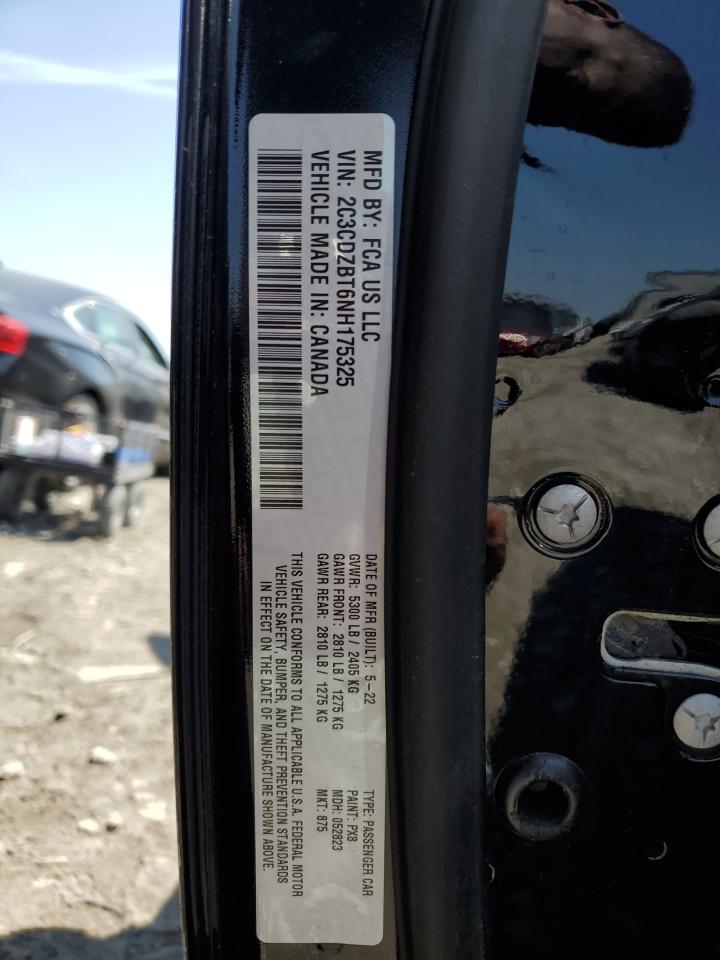 MFD BY: FCA US LLC
VIN: 2C3CDZBT6NH175325
VEHICLE MADE IN: CANADA
DATE OF MFR (BUILT): 5-22
GVWR: 5300 LB / 2405 KG
GAWR FRONT: 2810 LB / 1275 KG
GAWR REAR: 2810 LB / 1275 KG
TYPE: PASSENGER CAR
PAINT: PX8
MDH: 052823
MKT: 875
THIS VEHICLE CONFORMS TO ALL APPLICABLE U.S.A. FEDERAL MOTOR
VEHICLE SAFETY, BUMPER, AND THEFT PREVENTION STANDARDS
IN EFFECT ON THE DATE OF MANUFACTURE SHOWN ABOVE.